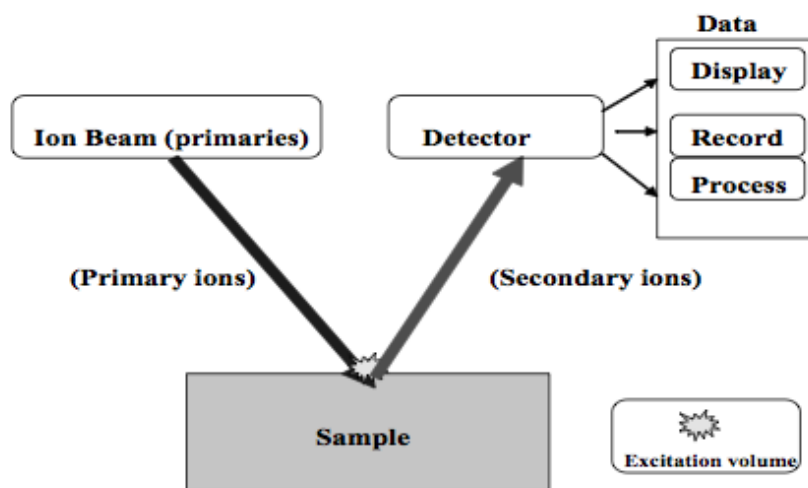 Data
Display
Ion Beam (primaries)
Detector
Record
Process
(Primary ions)
(Secondary ions)
Sample
Excitation volume